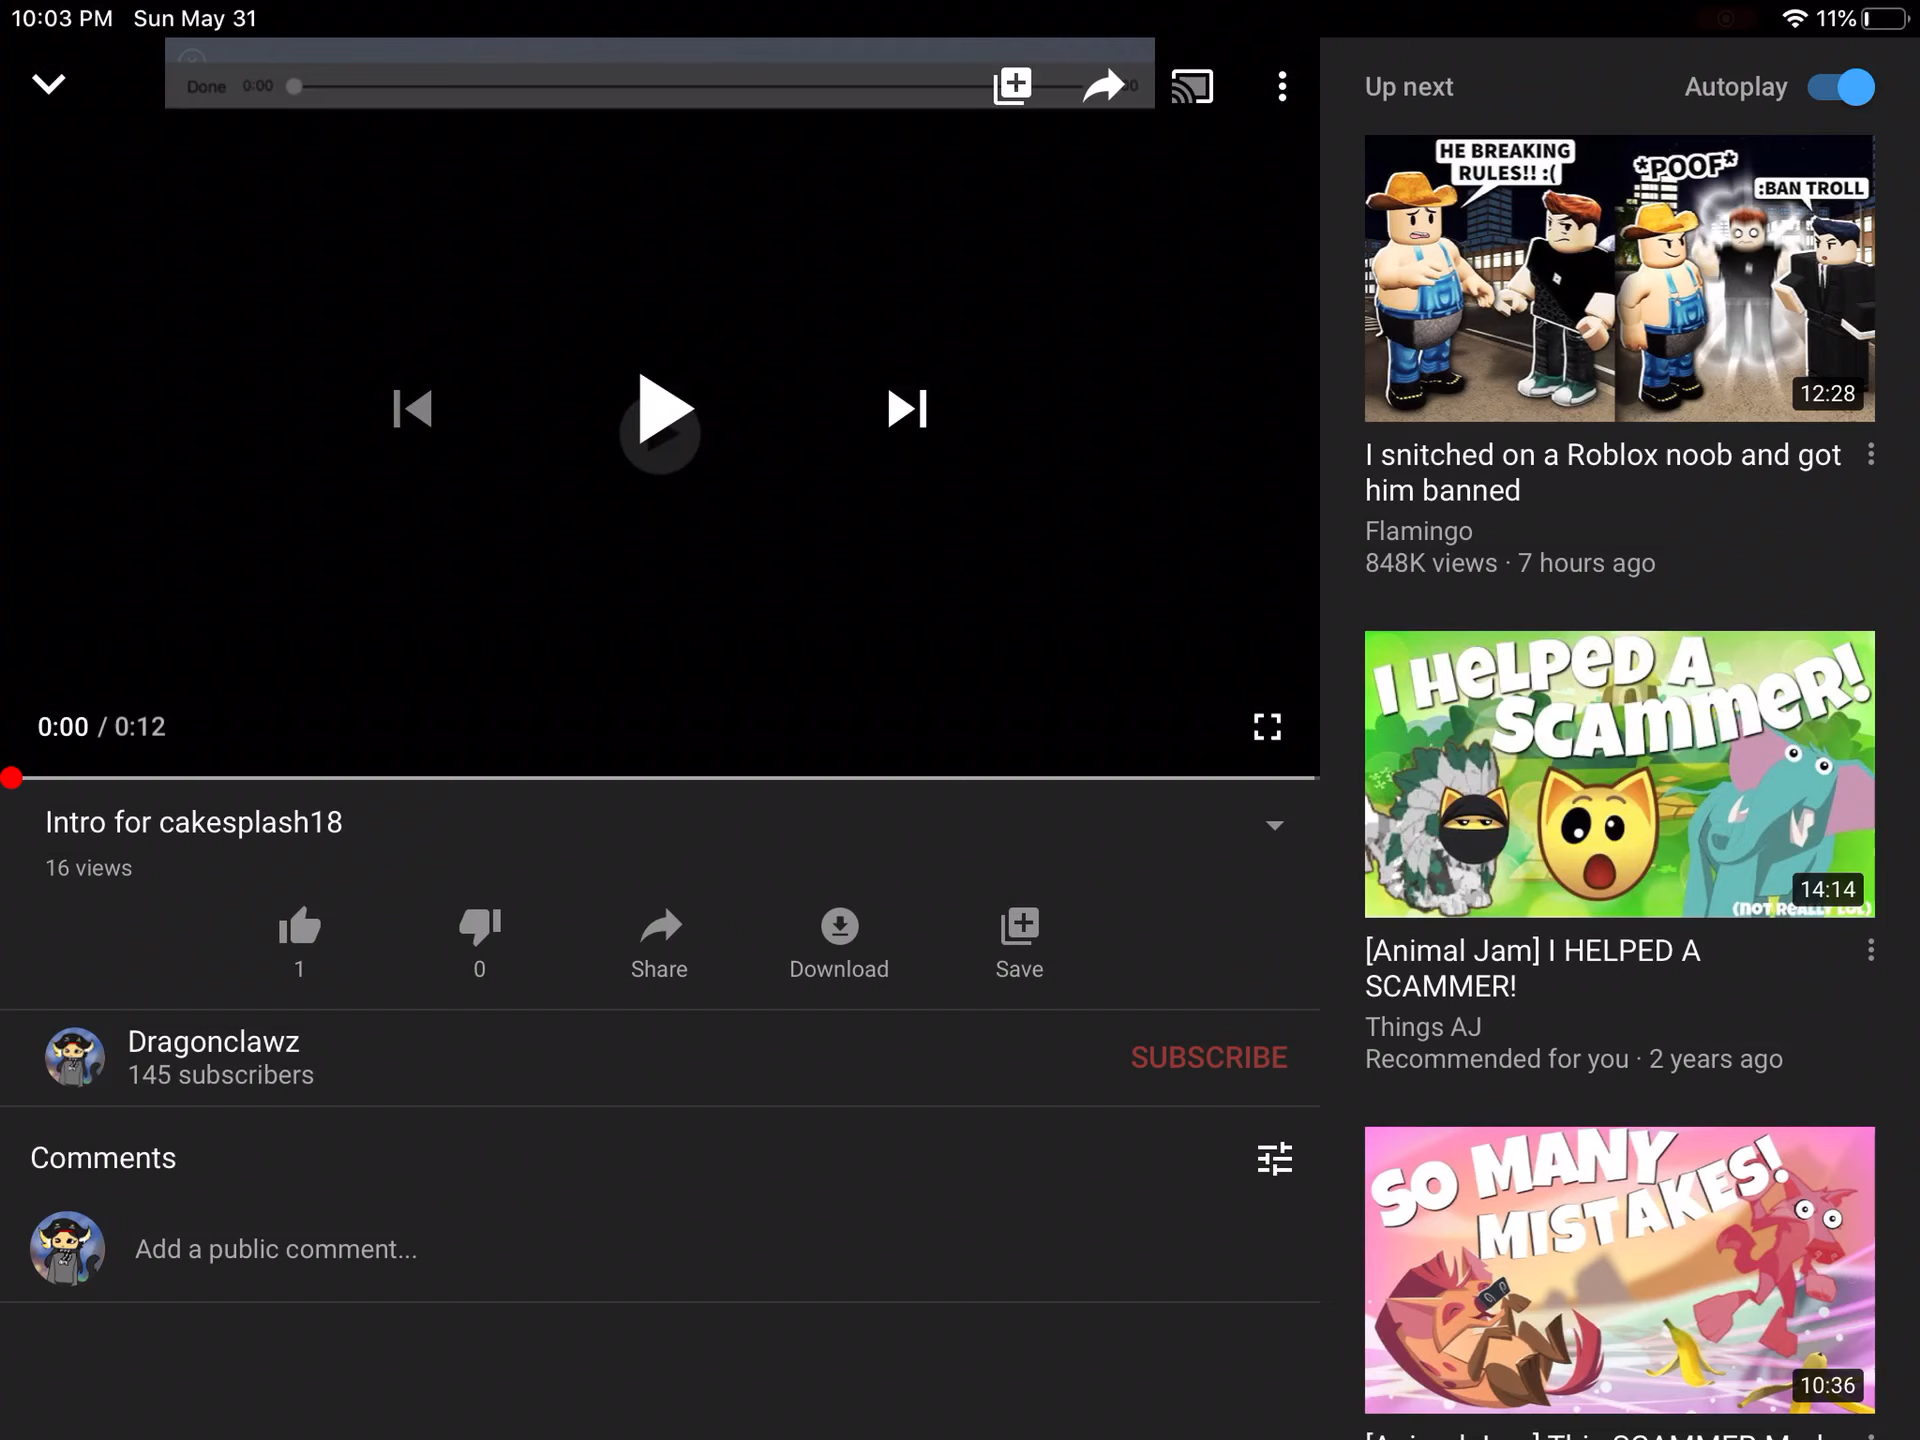 10:03 PM Sun May 31
11%
Done 0:00
Up next
Autoplay
HE BREAKING
RULES!! :(
*POOF*
:BAN TROLL
12:28
I snitched on a Roblox noob and got
him banned
Flamingo
848K views · 7 hours ago
0:00 / 0:12
I HELPED A
SCAMMER!
14:14
(NOT REALLY LOL)
[Animal Jam] I HELPED A
SCAMMER!
Things AJ
Recommended for you · 2 years ago
Intro for cakesplash18
16 views
1
0
Share
Download
Save
Dragonclawz
145 subscribers
SUBSCRIBE
Comments
Add a public comment...
SO MANY
MISTAKES!
10:36